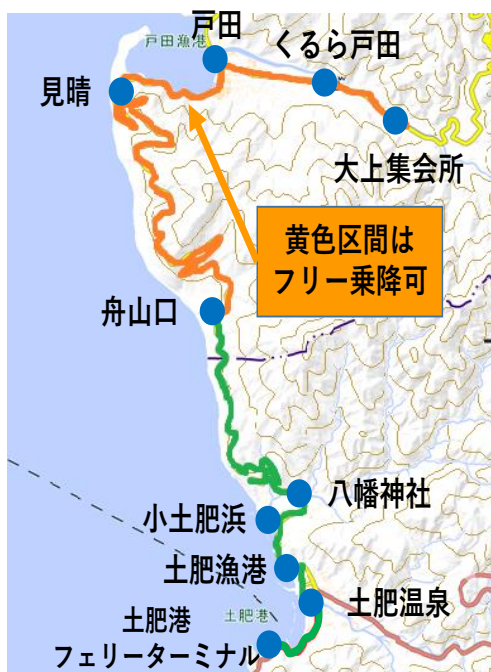 戸田
戸田漁港
くるら戸田
見晴
大上集会所
黄色区間は
フリー乗降可
舟山口
八幡神社
小土肥浜
土肥漁港
土肥温泉
土肥港
土肥港
フェリーターミナル